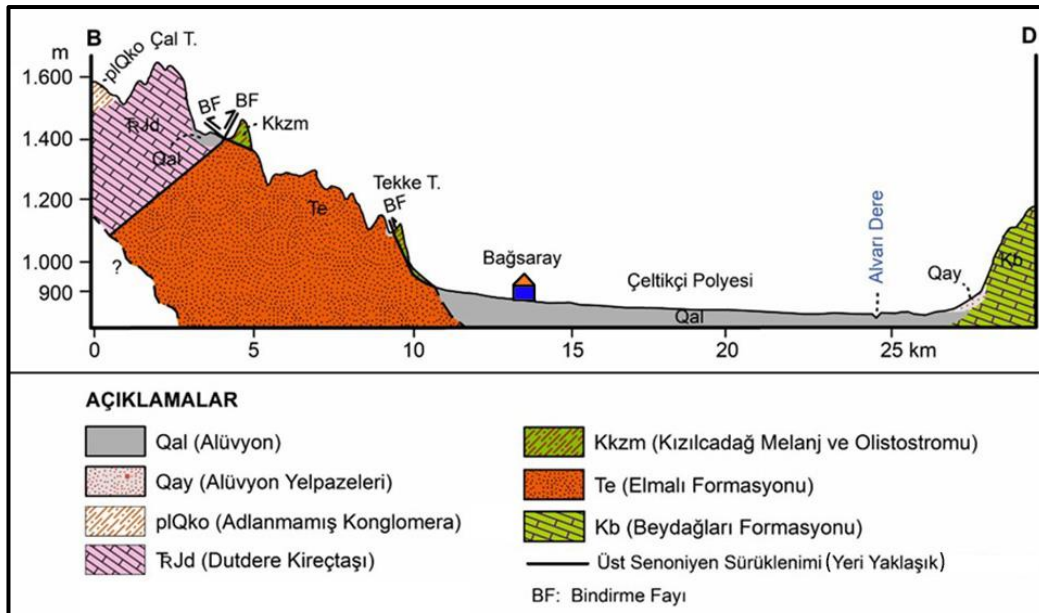 B
D
m
plQko
Çal T.
1.600
BF
BF
Kkzm
ꞦJd
1.400
Qal
1.200
Te
Tekke T.
BF
Alvarı Dere
Kb
?
1.000
Bağsaray
Çeltikçi Polyesi
Qay
900
Qal
0
5
10
15
20
25 km
AÇIKLAMALAR
Qal (Alüvyon)
Qay (Alüvyon Yelpazeleri)
plQko (Adlanmamış Konglomera)
ꞦJd (Dutdere Kireçtaşı)
Kkzm (Kızılcadağ Melanj ve Olistostromu)
Te (Elmalı Formasyonu)
Kb (Beydağları Formasyonu)
Üst Senoniyen Sürüklenimi (Yeri Yaklaşık)
BF: Bindirme Fayı